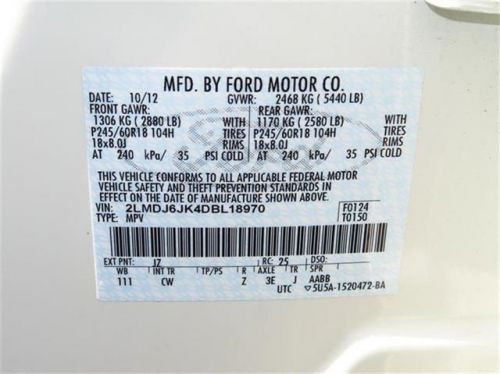 MFD. BY FORD MOTOR CO.
DATE: 10/12 GVWR: 2468 KG ( 5440 LB)
FRONT GAWR: REAR GAWR:
1306 KG ( 2880 LB) WITH 1170 KG ( 2580 LB) WITH
P245/60R18 104H TIRES P245/60R18 104H TIRES
18x8.0J RIMS 18x8.0J RIMS
AT 240 kPa/ 35 PSI COLD AT 240 kPa/ 35 PSI COLD
THIS VEHICLE CONFORMS TO ALL APPLICABLE FEDERAL MOTOR
VEHICLE SAFETY AND THEFT PREVENTION STANDARDS IN
EFFECT ON THE DATE OF MANUFACTURE SHOWN ABOVE.
VIN: 2LMDJ6JK4DBL18970 F0124
TYPE: MPV T0150
EXT PNT: JZ RC: 25 DSO:
WB INT TR TP/PS R AXLE TR SPR
111 CW Z 3E J AABB
UTC ▽5U5A-1520472-BA